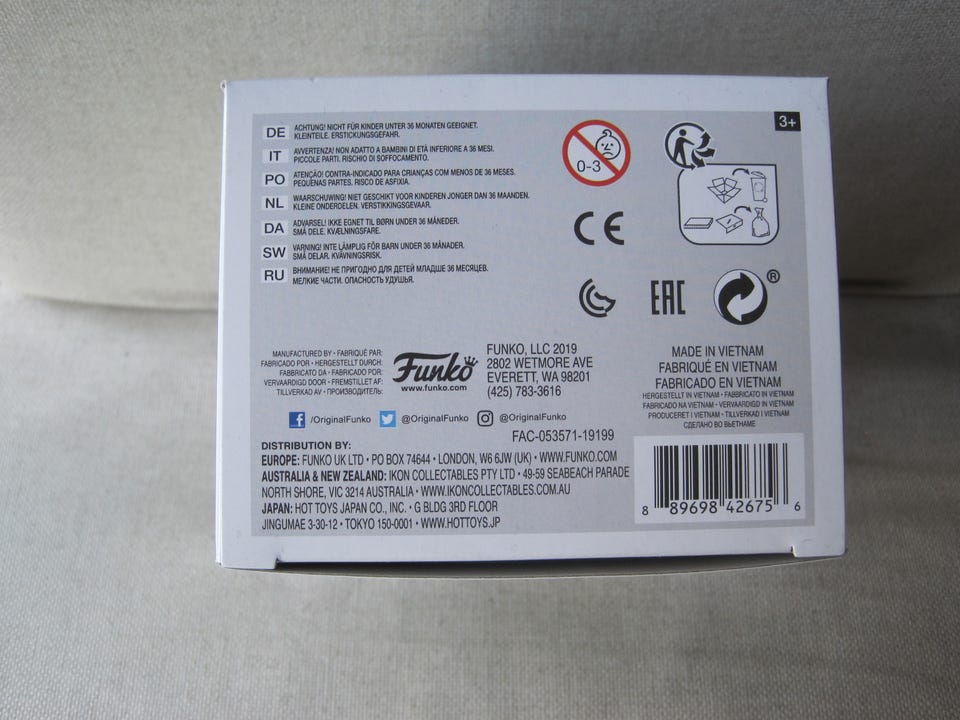 3+
DE ACHTUNG! NICHT FÜR KINDER UNTER 36 MONATEN GEEIGNET.
KLEINTEILE. ERSTICKUNGSGEFAHR.
IT AVVERTENZA! NON ADATTO A BAMBINI DI ETÀ INFERIORE A 36 MESI.
PICCOLE PARTI. RISCHIO DI SOFFOCAMENTO.
PO ATENÇÃO! CONTRA-INDICADO PARA CRIANÇAS COM MENOS DE 36 MESES.
PEQUENAS PARTES. RISCO DE ASFIXIA.
NL WAARSCHUWING! NIET GESCHIKT VOOR KINDEREN JONGER DAN 36 MAANDEN.
KLEINE ONDERDELEN. VERSTIKKINGSGEVAAR.
DA ADVARSEL! IKKE EGNET TIL BØRN UNDER 36 MÅNEDER.
SMÅ DELE. KVÆLNINGSFARE.
SW VARNING! INTE LÄMPLIG FÖR BARN UNDER 36 MÅNADER.
SMÅ DELAR. KVÄVNINGSRISK.
RU ВНИМАНИЕ! НЕ ПРИГОДНО ДЛЯ ДЕТЕЙ МЛАДШЕ 36 МЕСЯЦЕВ.
МЕЛКИЕ ЧАСТИ. ОПАСНОСТЬ УДУШЬЯ.
0-3
CE
EAC
®
MANUFACTURED BY • FABRIQUÉ PAR:
FABRICADO POR • HERGESTELLT DURCH:
FABBRICATO DA • FABRICADO POR:
VERVAARDIGD DOOR • FREMSTILLET AF:
TILLVERKAD AV • ПРОИЗВОДИТЕЛЬ:
Funko
www.funko.com
FUNKO, LLC 2019
2802 WETMORE AVE
EVERETT, WA 98201
(425) 783-3616
MADE IN VIETNAM
FABRIQUÉ EN VIETNAM
FABRICADO EN VIETNAM
HERGESTELLT IN VIETNAM • FABBRICATO IN VIETNAM
FABRICADO NA VIETNAM • VERVAARDIGD IN VIETNAM
PRODUCERET I VIETNAM • TILLVERKAD I VIETNAM
СДЕЛАНО ВО ВЬЕТНАМЕ
f /OriginalFunko @OriginalFunko @OriginalFunko
FAC-053571-19199
DISTRIBUTION BY:
EUROPE: FUNKO UK LTD • PO BOX 74644 • LONDON, W6 6JW (UK) • WWW.FUNKO.COM
AUSTRALIA & NEW ZEALAND: IKON COLLECTABLES PTY LTD • 49-59 SEABEACH PARADE
NORTH SHORE, VIC 3214 AUSTRALIA • WWW.IKONCOLLECTABLES.COM.AU
JAPAN: HOT TOYS JAPAN CO., INC. • G BLDG 3RD FLOOR
JINGUMAE 3-30-12 • TOKYO 150-0001 • WWW.HOTTOYS.JP
8 89698 42675 6